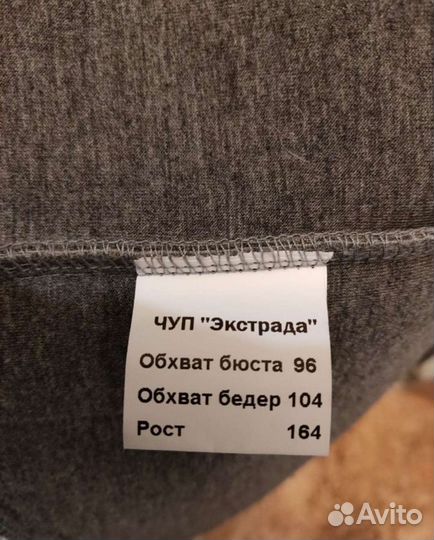 ЧУП "Экстрада"
Обхват бюста 96
Обхват бедер 104
Рост 164
Avito